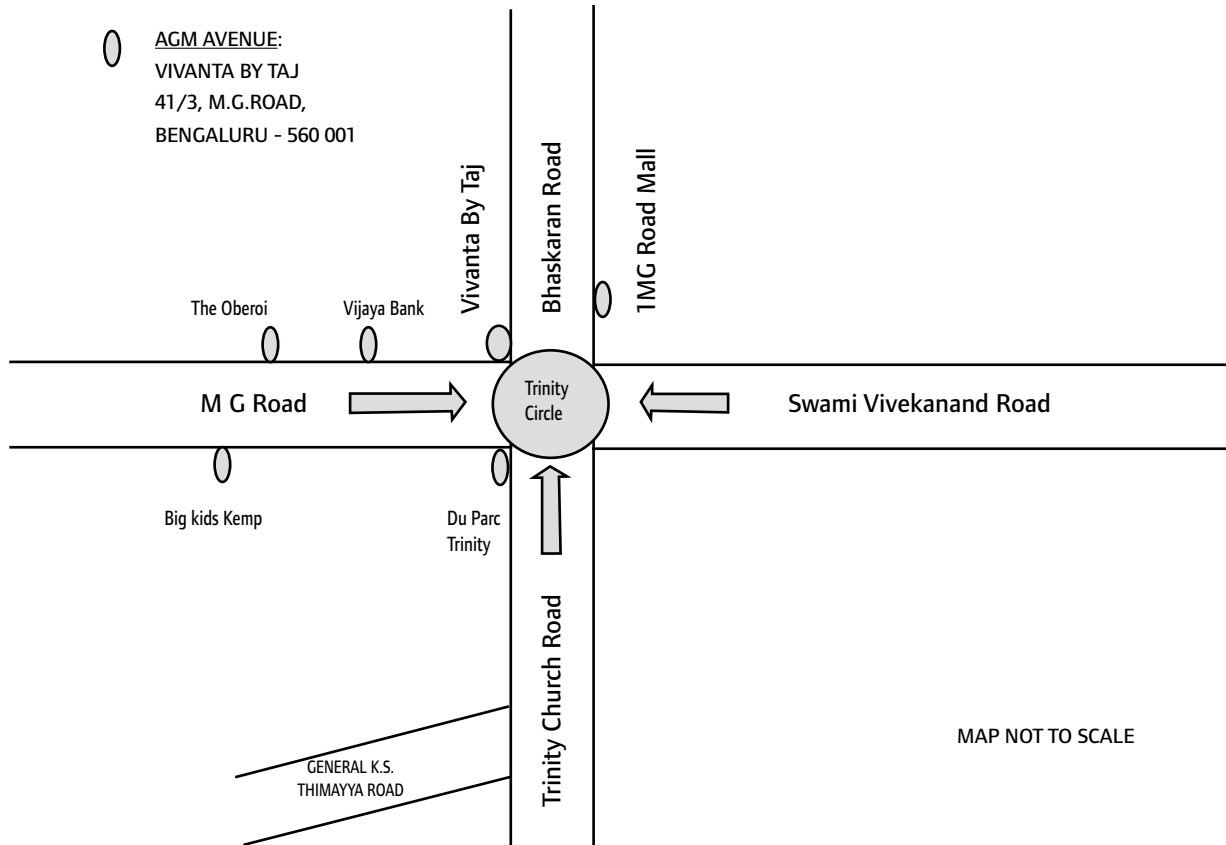 AGM AVENUE:
VIVANTA BY TAJ
41/3, M.G.ROAD,
BENGALURU - 560 001
Vivanta By Taj
Bhaskaran Road
1MG Road Mall
The Oberoi
Vijaya Bank
M G Road
Trinity
Circle
Swami Vivekanand Road
Big kids Kemp
Du Parc
Trinity
Trinity Church Road
GENERAL K.S.
THIMAYYA ROAD
MAP NOT TO SCALE